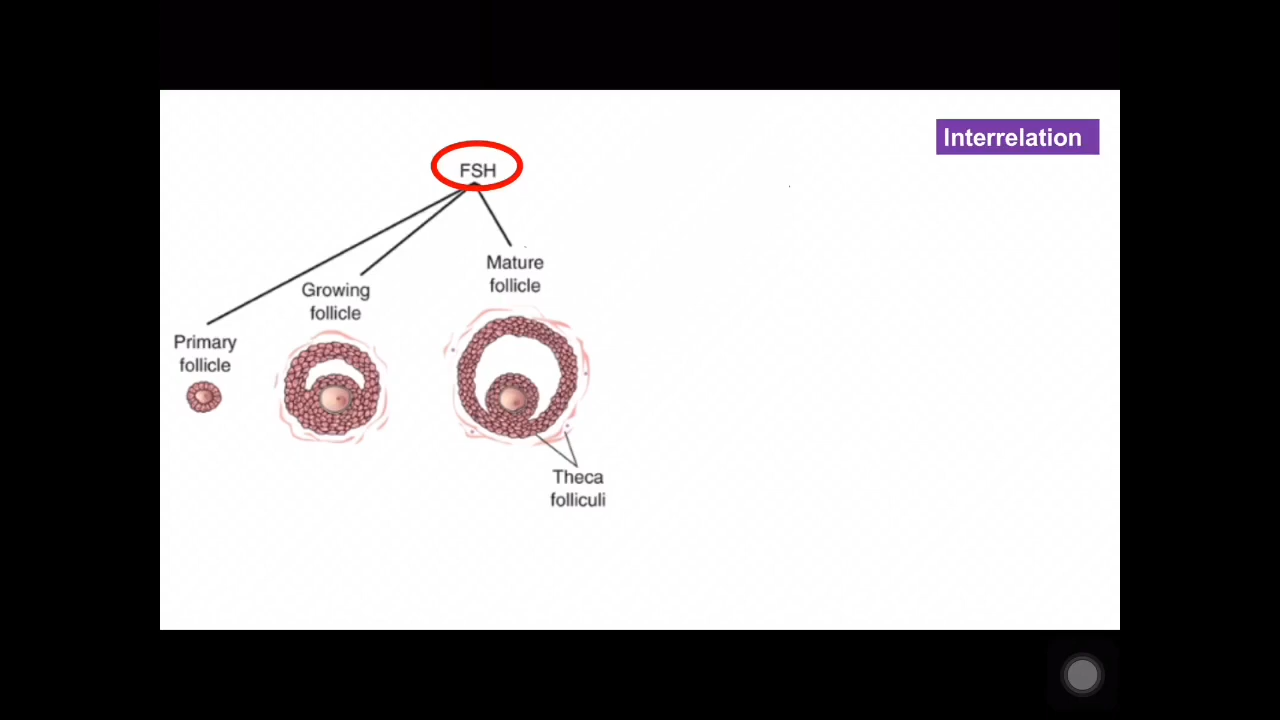 Interrelation
FSH
Mature
follicle
Growing
follicle
Primary
follicle
Theca
folliculi